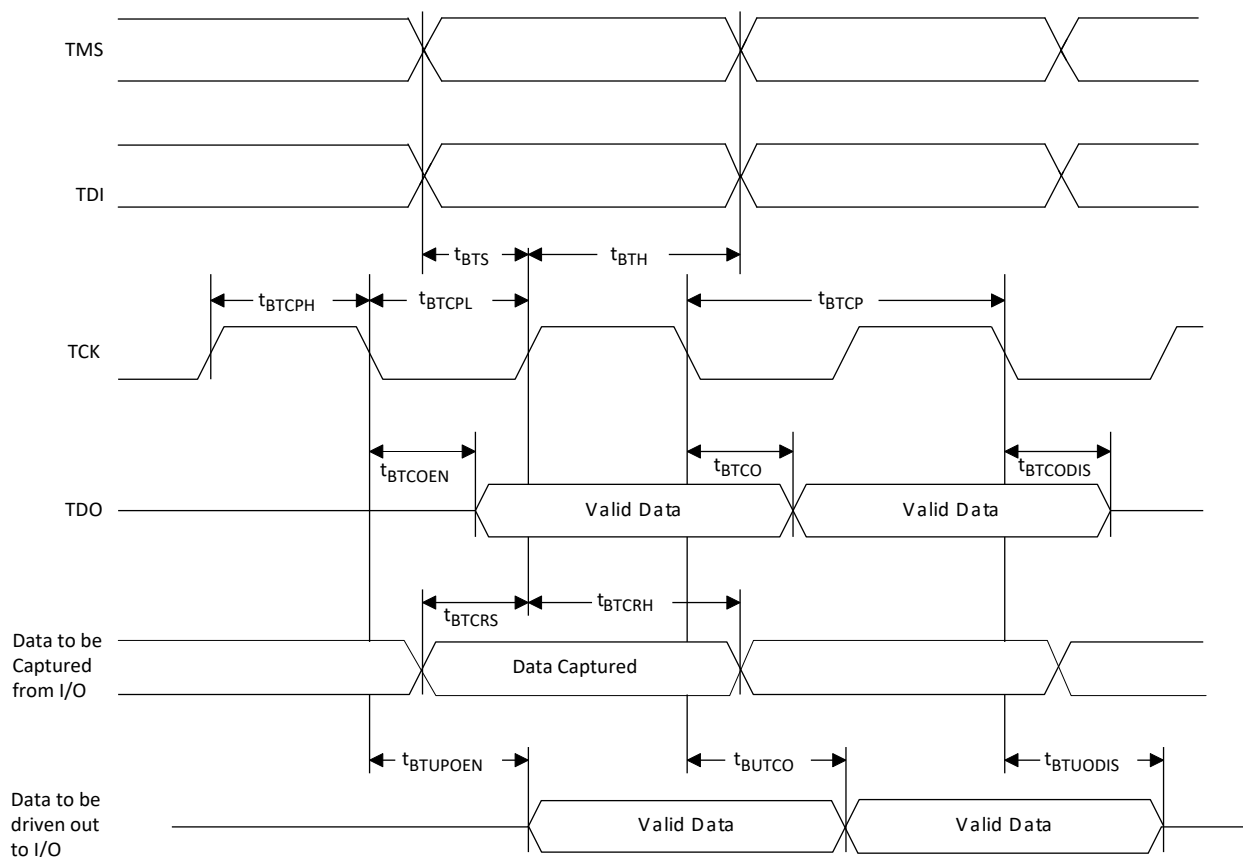 TMS
TDI
tBTS
tBTH
tBTCPH
tBTCPL
tBTCP
TCK
tBTCOEN
tBTCO
tBTCODIS
TDO
Valid Data
Valid Data
tBTCRS
tBTCRH
Data to be
Captured
from I/O
Data Captured
tBTUPOEN
tBUTCO
tBTUODIS
Data to be
driven out
to I/O
Valid Data
Valid Data